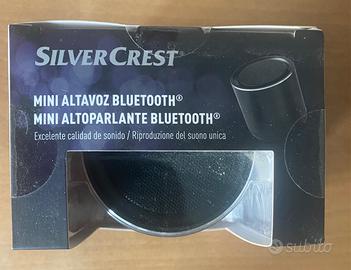 SILVERCREST®
MINI ALTAVOZ BLUETOOTH®
MINI ALTOPARLANTE BLUETOOTH®
Excelente calidad de sonido / Riproduzione del suono unica
subito